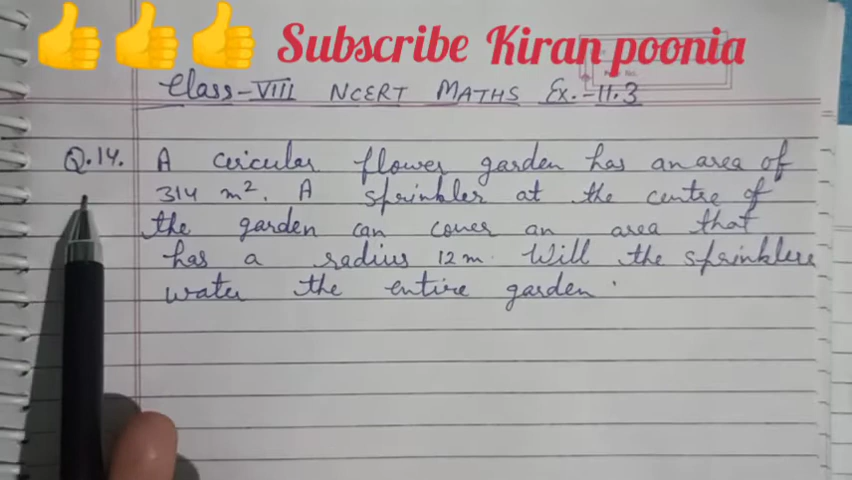 Subscribe Kiran poonia
Class-VIII NCERT MATHS Ex.-11.3
Q.14. A circular flower garden has an area of
314 m². A sprinkler at the centre of
the garden can cover an area that
has a radius 12 m. Will the sprinklere
water the entire garden.